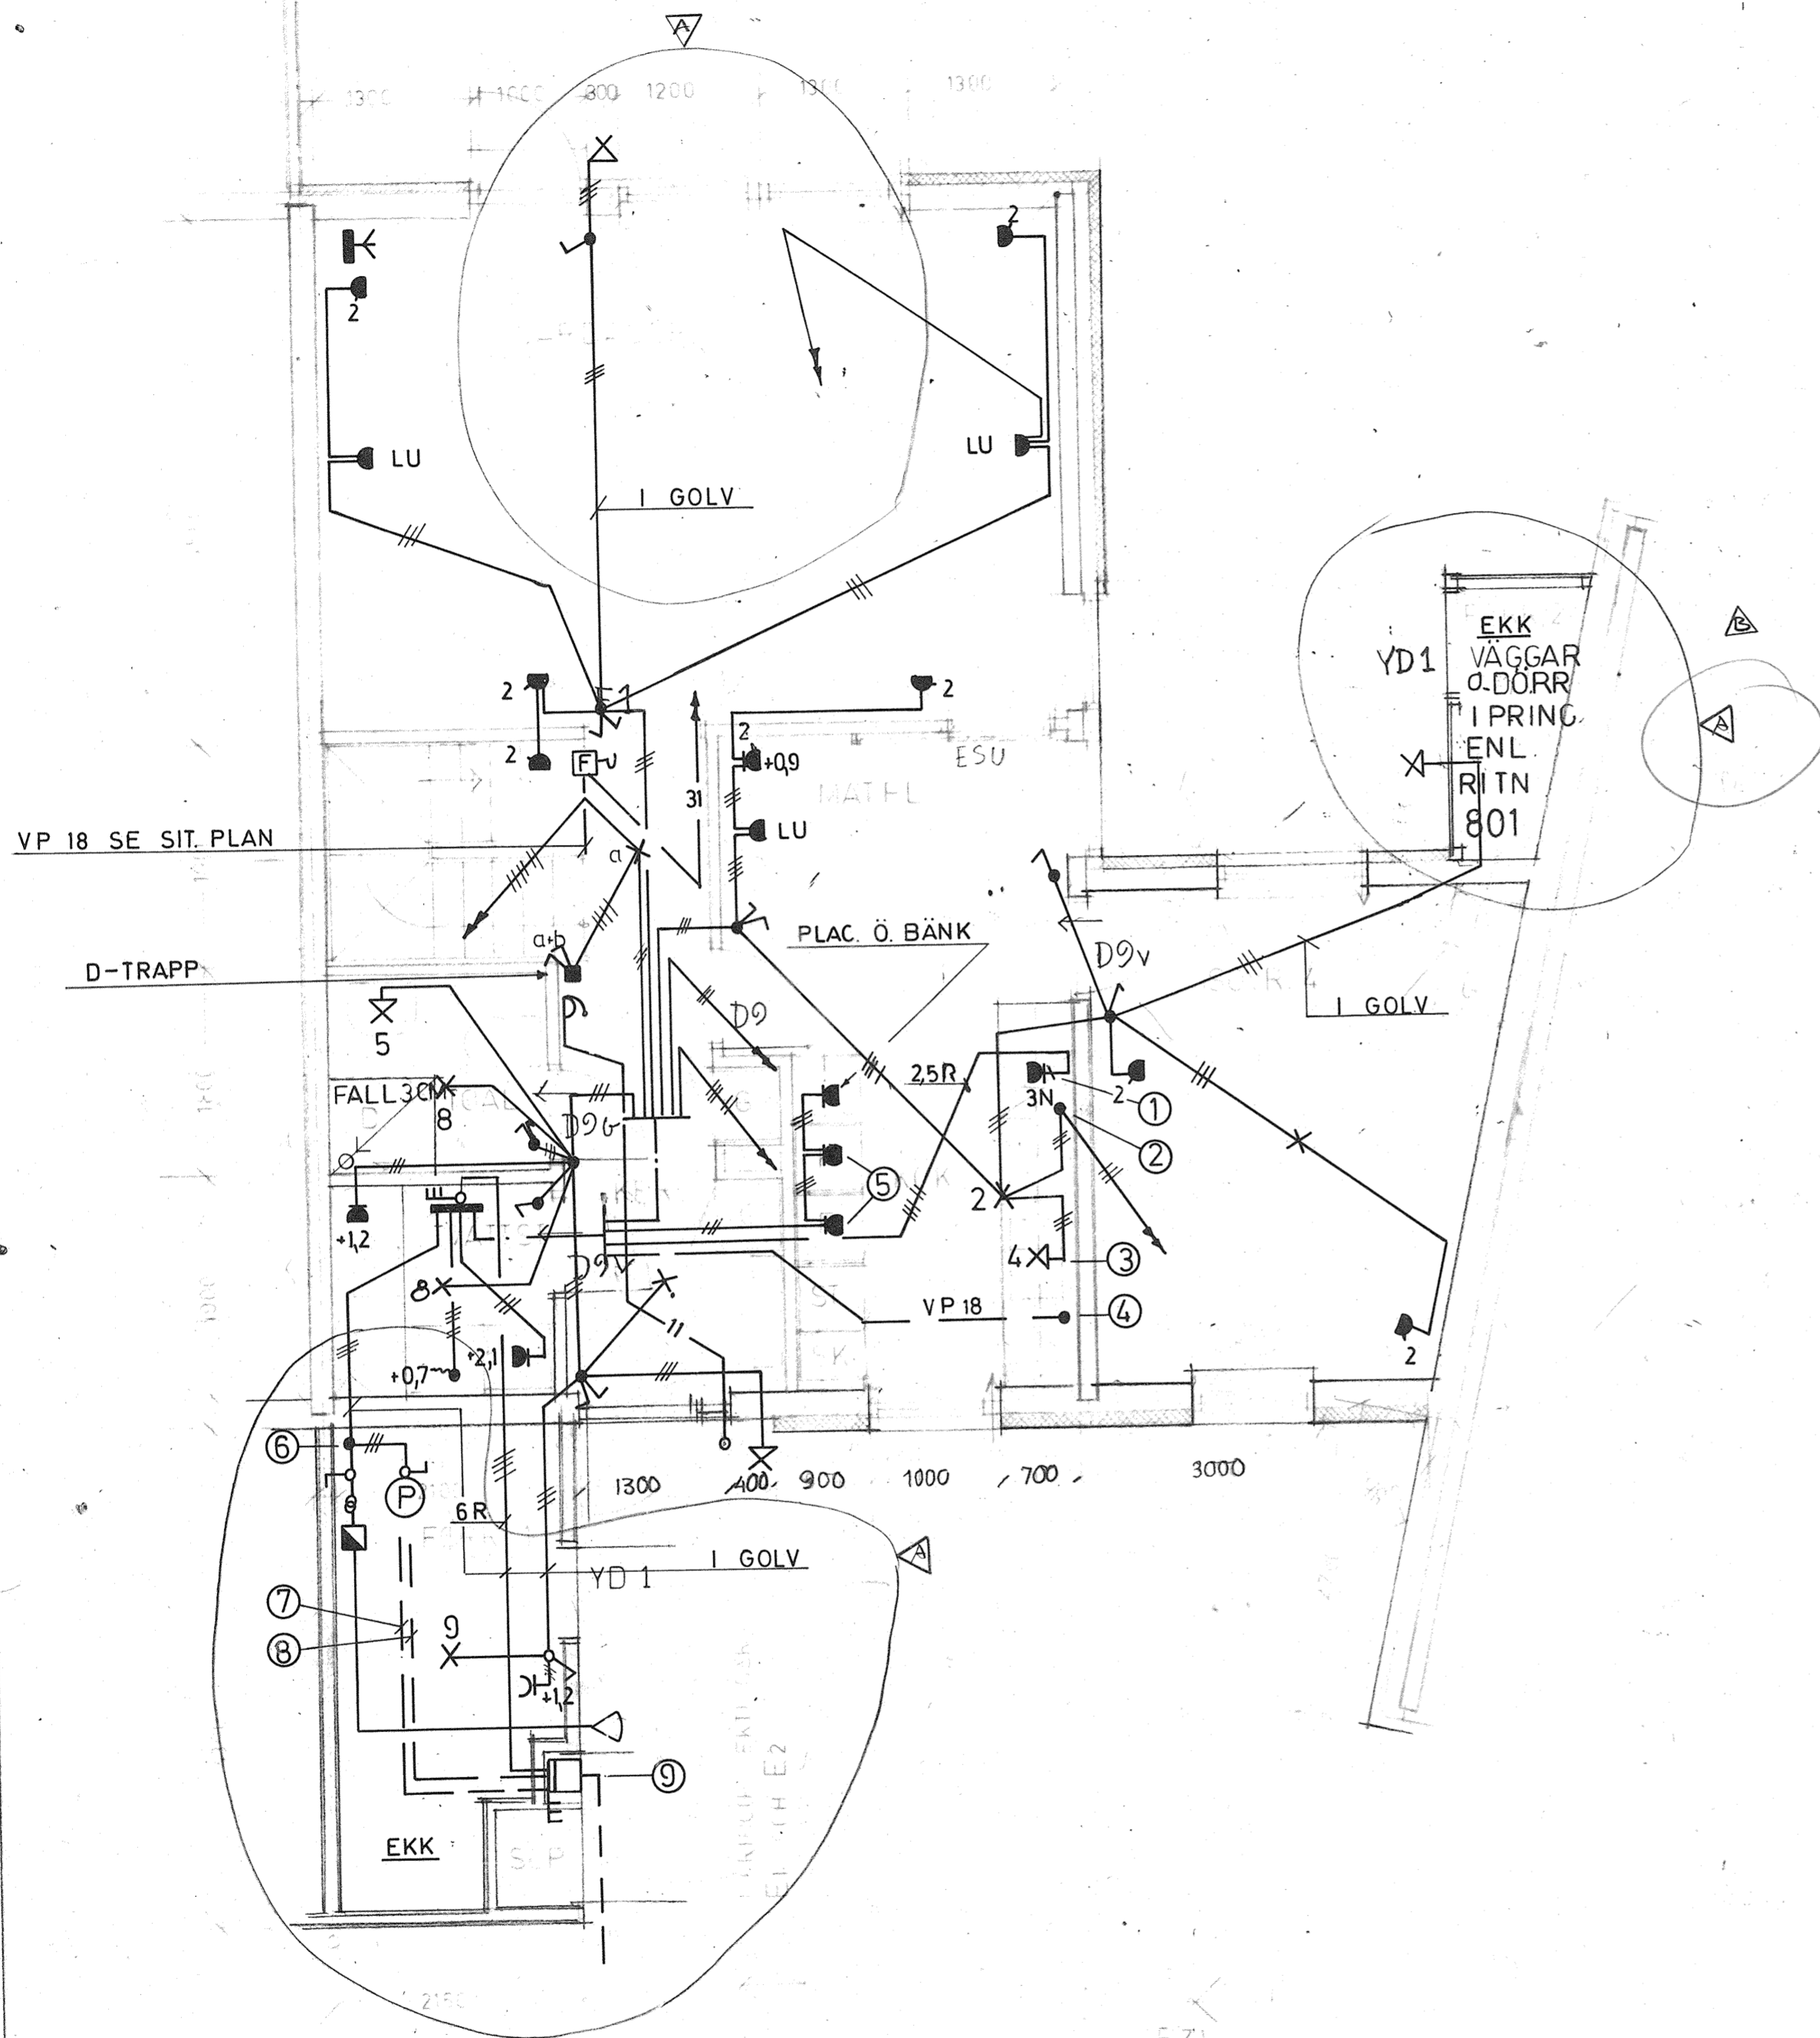 A
1300
1000
300
1200
1300
1300
2
2
LU
LU
I GOLV
2
2
2
2
+0,9
F
31
LU
ESU
MATPL
a
VP 18 SE SIT. PLAN
EKK
YD1
VÄGGAR
O-DÖRR
I PRINC.
ENL.
RITN
801
B
A
PLAC. Ö. BÄNK
a+b
D-TRAPP
D9
D9v
I GOLV
5
FALL 3CM
8
2,5R
3N
2
1
2
5
2
+1,2
D9v
8
4
3
VP 18
4
11
+2,1
+0,7
2
6
P
6R
1300
400
900
1000
700
3000
A
I GOLV
YD 1
7
8
9
+1,2
9
EKK